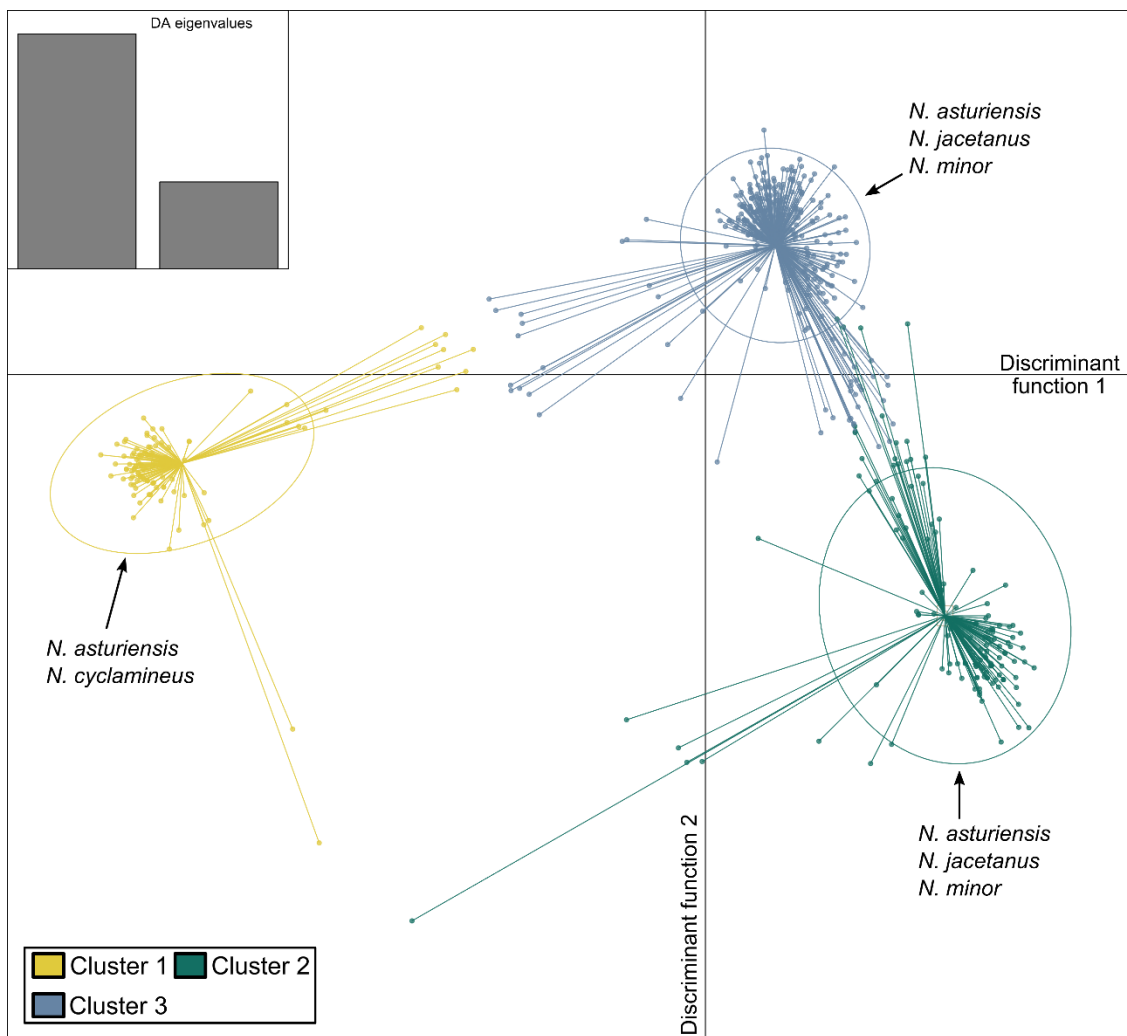 DA eigenvalues
N. asturiensis
N. jacetanus
N. minor
Discriminant
function 1
N. asturiensis
N. cyclamineus
Discriminant function 2
N. asturiensis
N. jacetanus
N. minor
Cluster 1
Cluster 2
Cluster 3